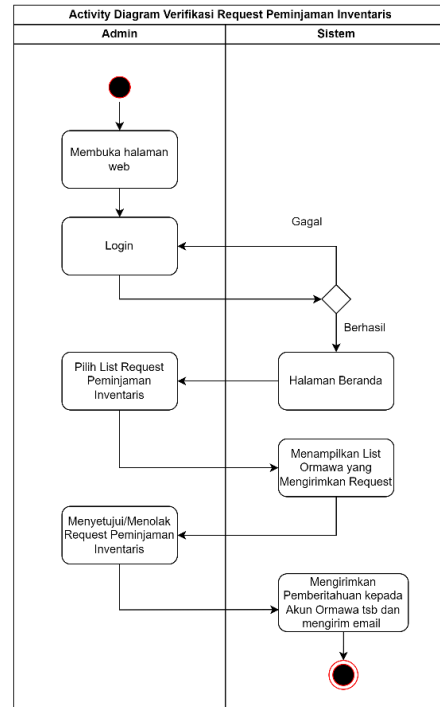 Activity Diagram Verifikasi Request Peminjaman Inventaris
Admin
Sistem
Membuka halaman
web
Login
Gagal
Berhasil
Halaman Beranda
Pilih List Request
Peminjaman
Inventaris
Menampilkan List
Ormawa yang
Mengirimkan Request
Menyetujui/Menolak
Request Peminjaman
Inventaris
Mengirimkan
Pemberitahuan kepada
Akun Ormawa tsb dan
mengirim email